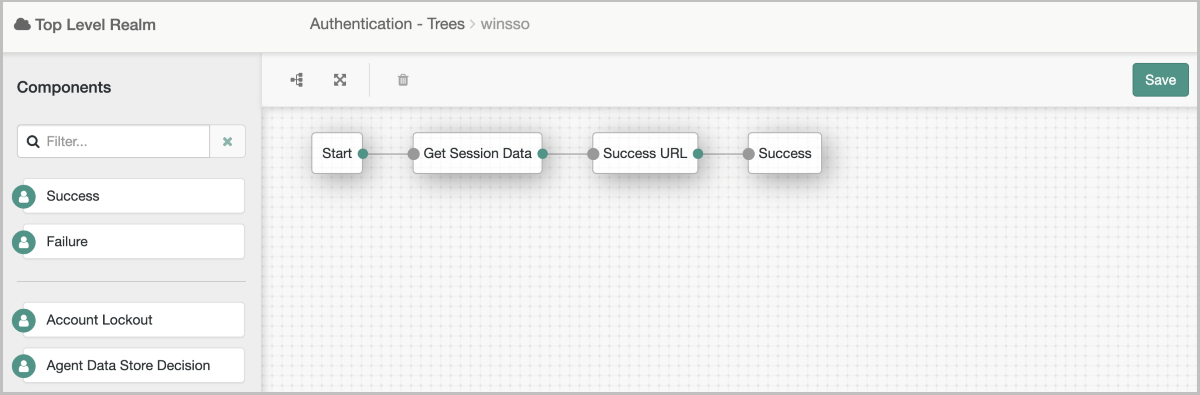 Top Level Realm
Authentication - Trees > winsso
Components
Save
Filter...
Start
Get Session Data
Success URL
Success
Success
Failure
Account Lockout
Agent Data Store Decision